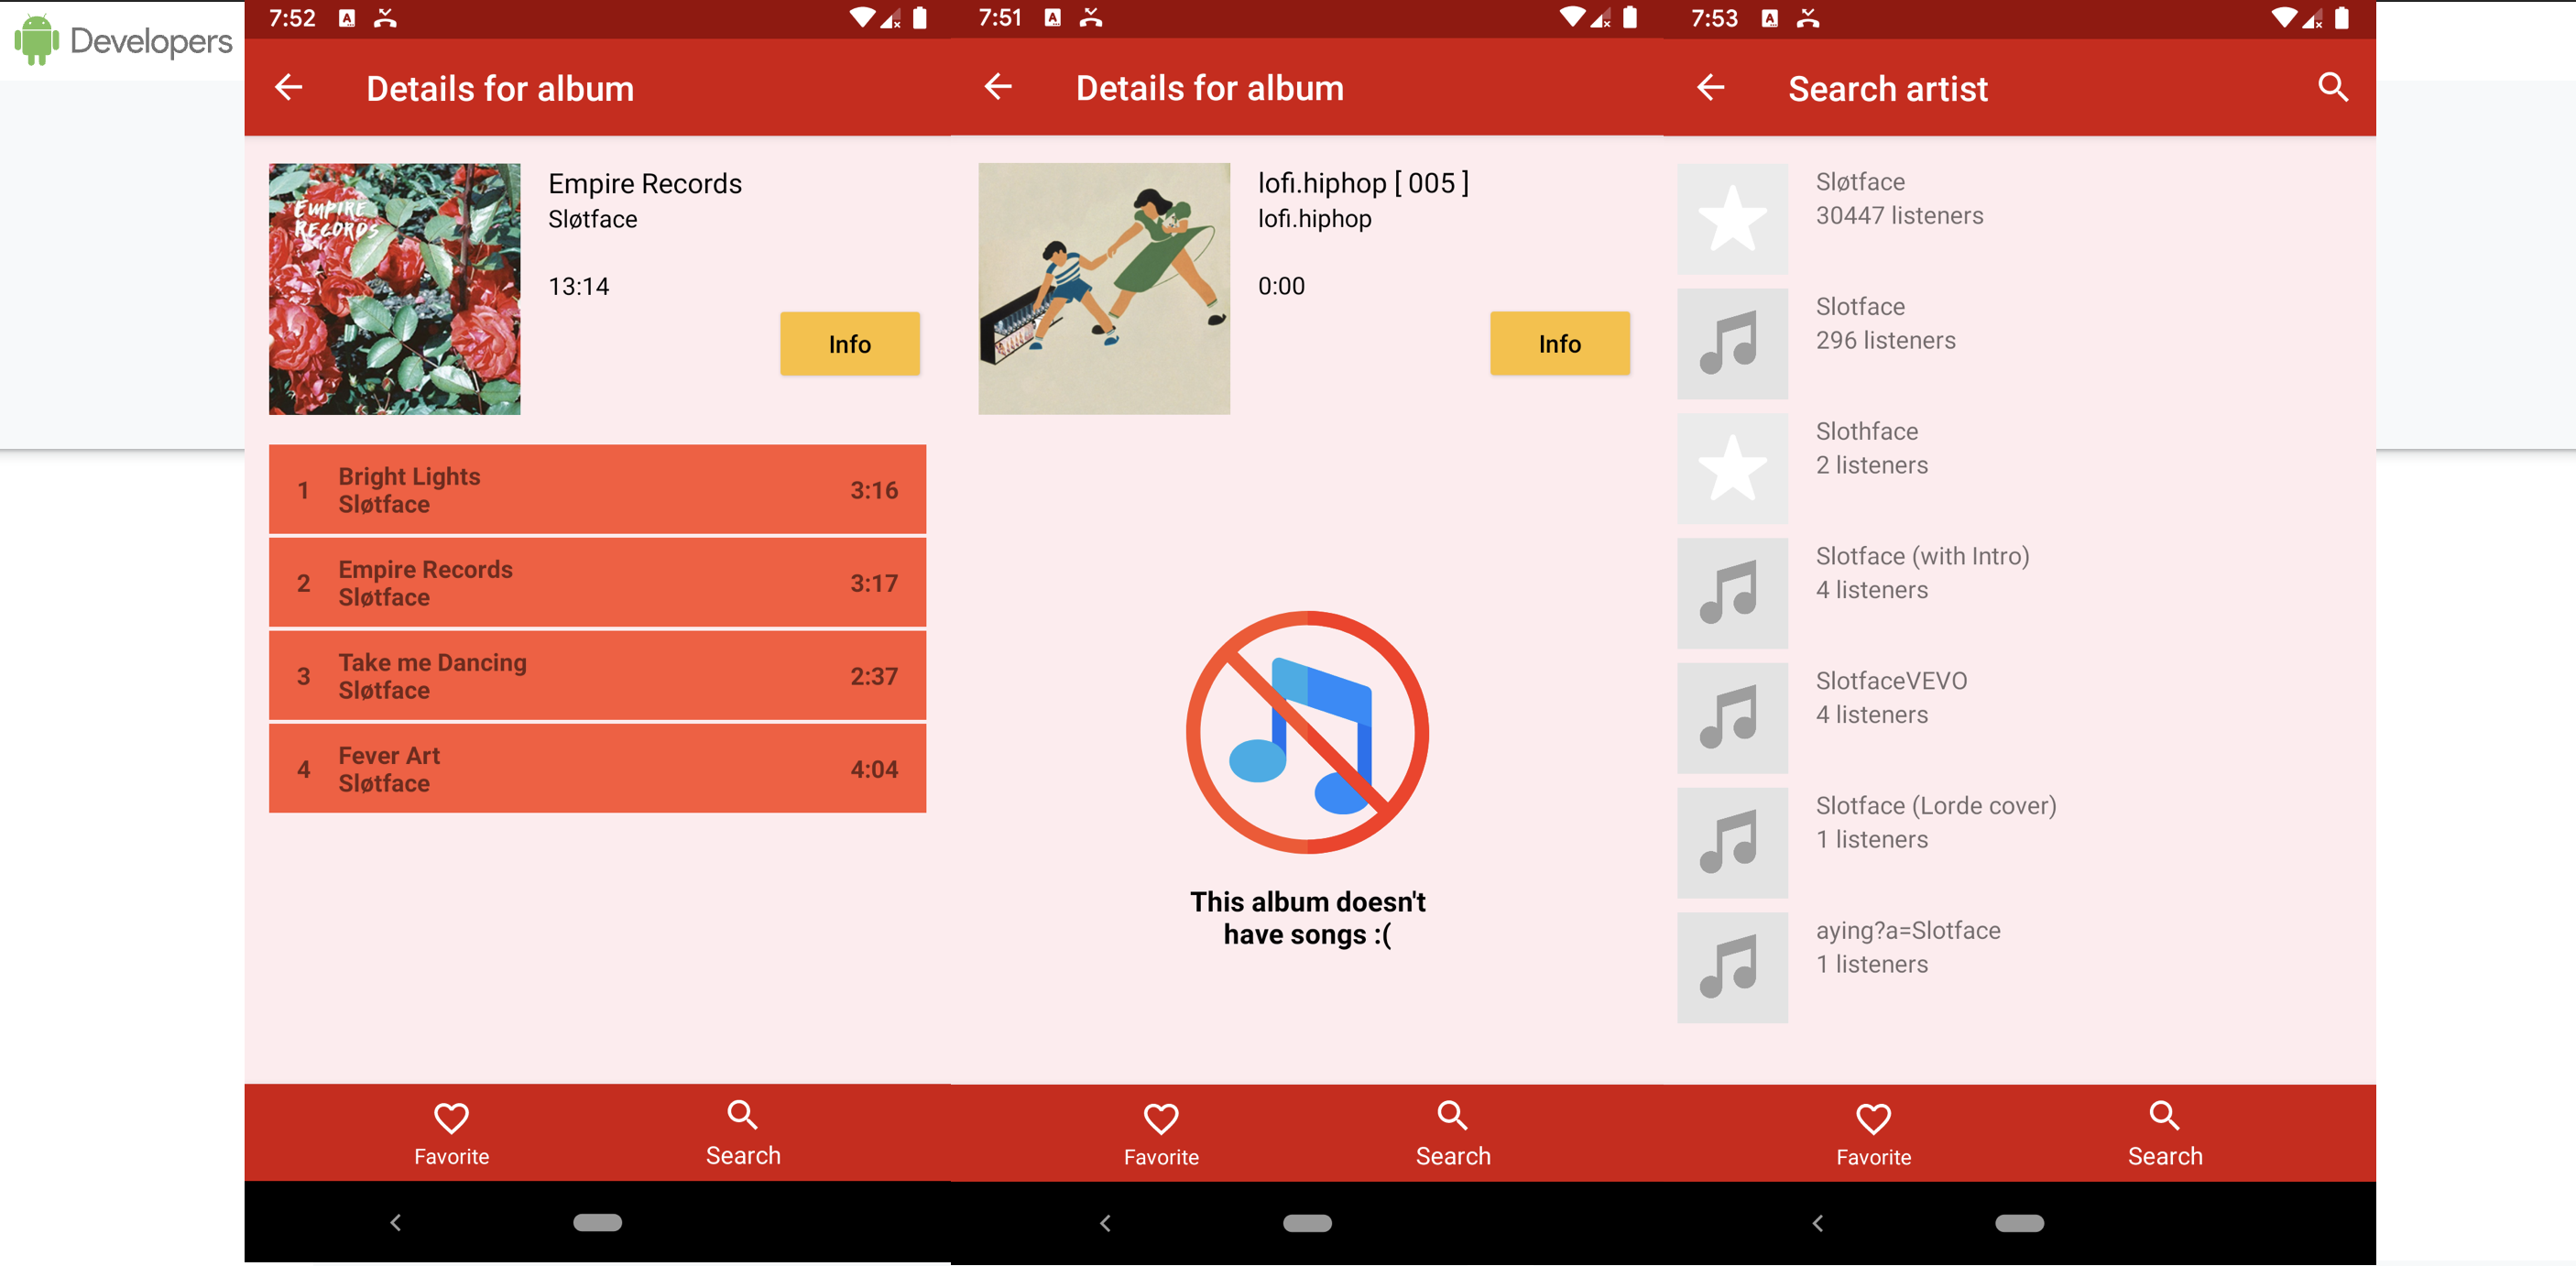 Developers
7:52
Details for album
EMPIRE
RECORDS
Empire Records
Sløtface
13:14
Info
1
Bright Lights
Sløtface
3:16
2
Empire Records
Sløtface
3:17
3
Take me Dancing
Sløtface
2:37
4
Fever Art
Sløtface
4:04
Favorite
Search
7:51
Details for album
lofi.hiphop [ 005 ]
lofi.hiphop
0:00
Info
This album doesn't
have songs :(
Favorite
Search
7:53
Search artist
Sløtface
30447 listeners
Slotface
296 listeners
Slothface
2 listeners
Slotface (with Intro)
4 listeners
SlotfaceVEVO
4 listeners
Slotface (Lorde cover)
1 listeners
aying?a=Slotface
1 listeners
Favorite
Search